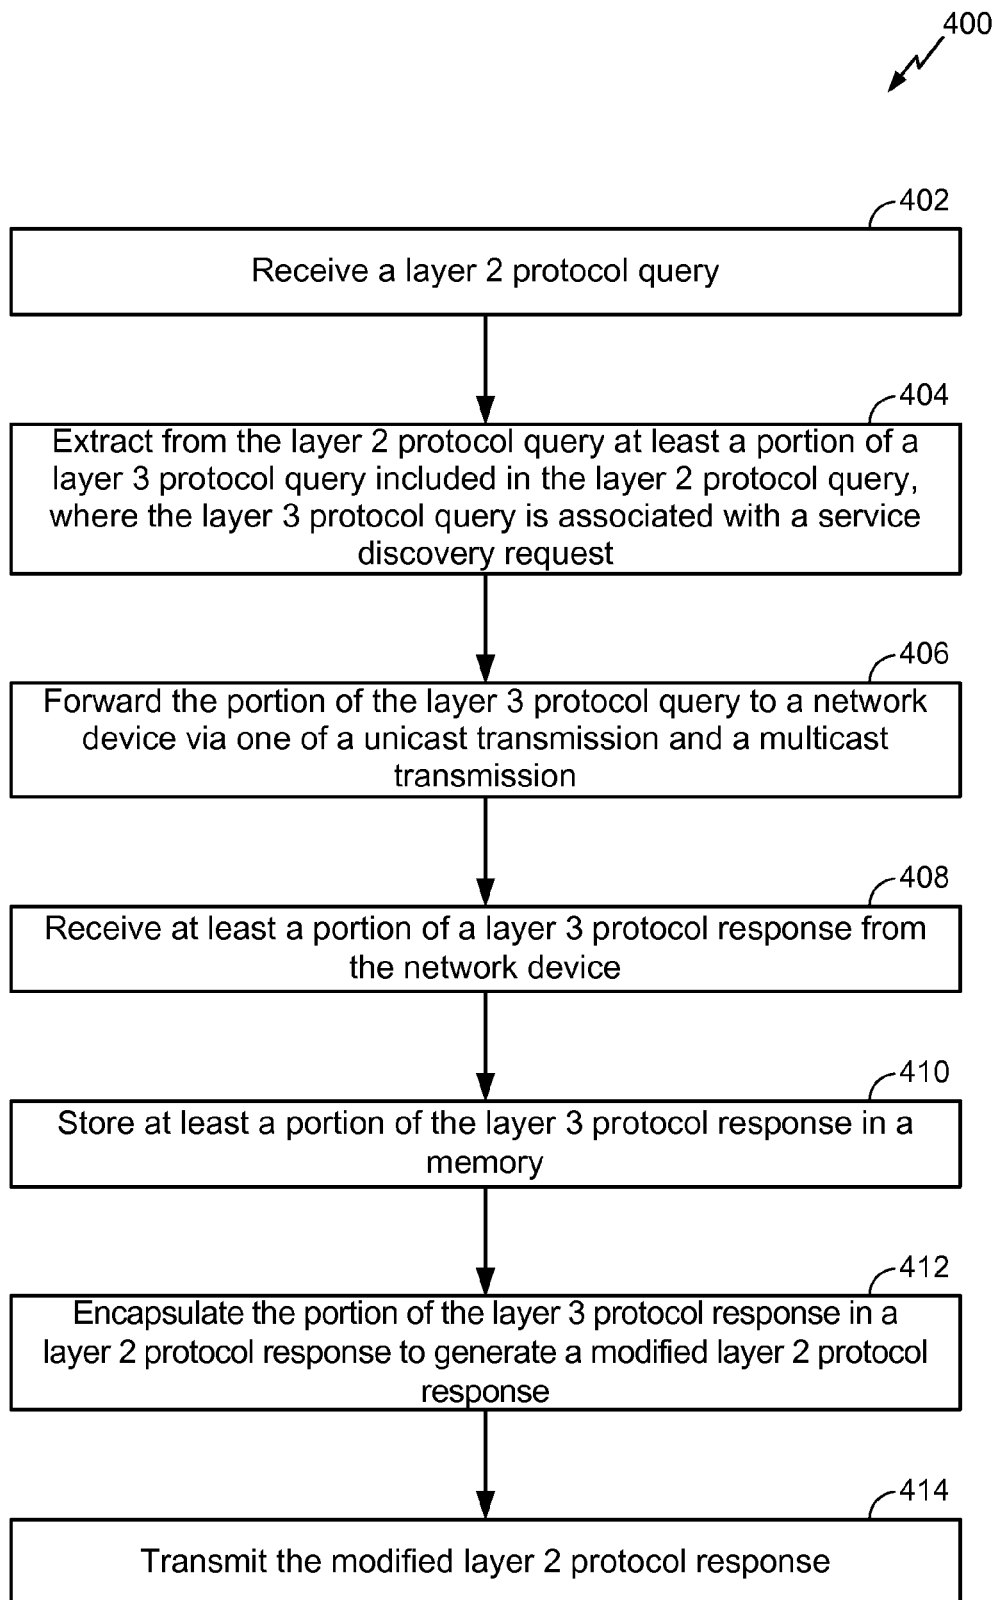 400
402
Receive a layer 2 protocol query
404
Extract from the layer 2 protocol query at least a portion of a
layer 3 protocol query included in the layer 2 protocol query,
where the layer 3 protocol query is associated with a service
discovery request
406
Forward the portion of the layer 3 protocol query to a network
device via one of a unicast transmission and a multicast
transmission
408
Receive at least a portion of a layer 3 protocol response from
the network device
410
Store at least a portion of the layer 3 protocol response in a
memory
412
Encapsulate the portion of the layer 3 protocol response in a
layer 2 protocol response to generate a modified layer 2 protocol
response
414
Transmit the modified layer 2 protocol response